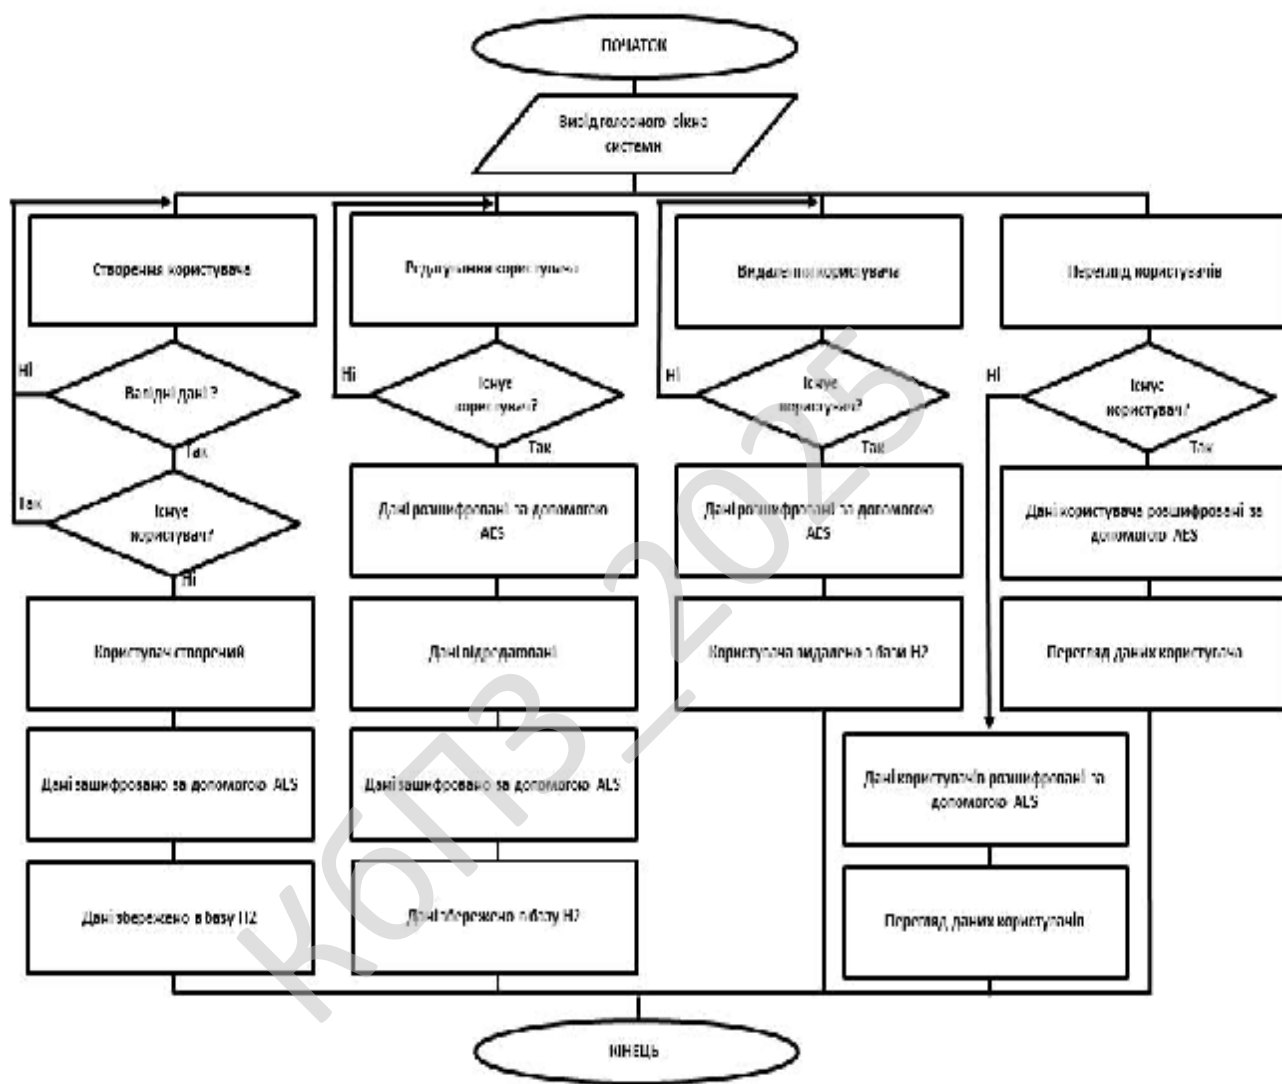 ПОЧАТОК
Вивід головного вікна
системи
Створення користувача
Редагування користувача
Видалення користувача
Перегляд користувачів
Ні
Валідні дані ?
Ні
Існує
користувач?
Ні
Існує
користувач?
Ні
Існує
користувач?
Так
Так
Так
Так
Так
Існує
користувач?
Ні
Дані розшифровані за допомогою
AES
Дані розшифровані за допомогою
AES
Дані користувача розшифровані за
допомогою AES
Користувач створений
Дані відредаговані
Користувача видалено з бази H2
Перегляд даних користувача
Дані зашифровано за допомогою AES
Дані зашифровано за допомогою AES
Дані користувачів розшифровані за
допомогою AES
Дані збережено в базу H2
Дані збережено в базу H2
Перегляд даних користувачів
КІНЕЦЬ
КбПЗ_2025